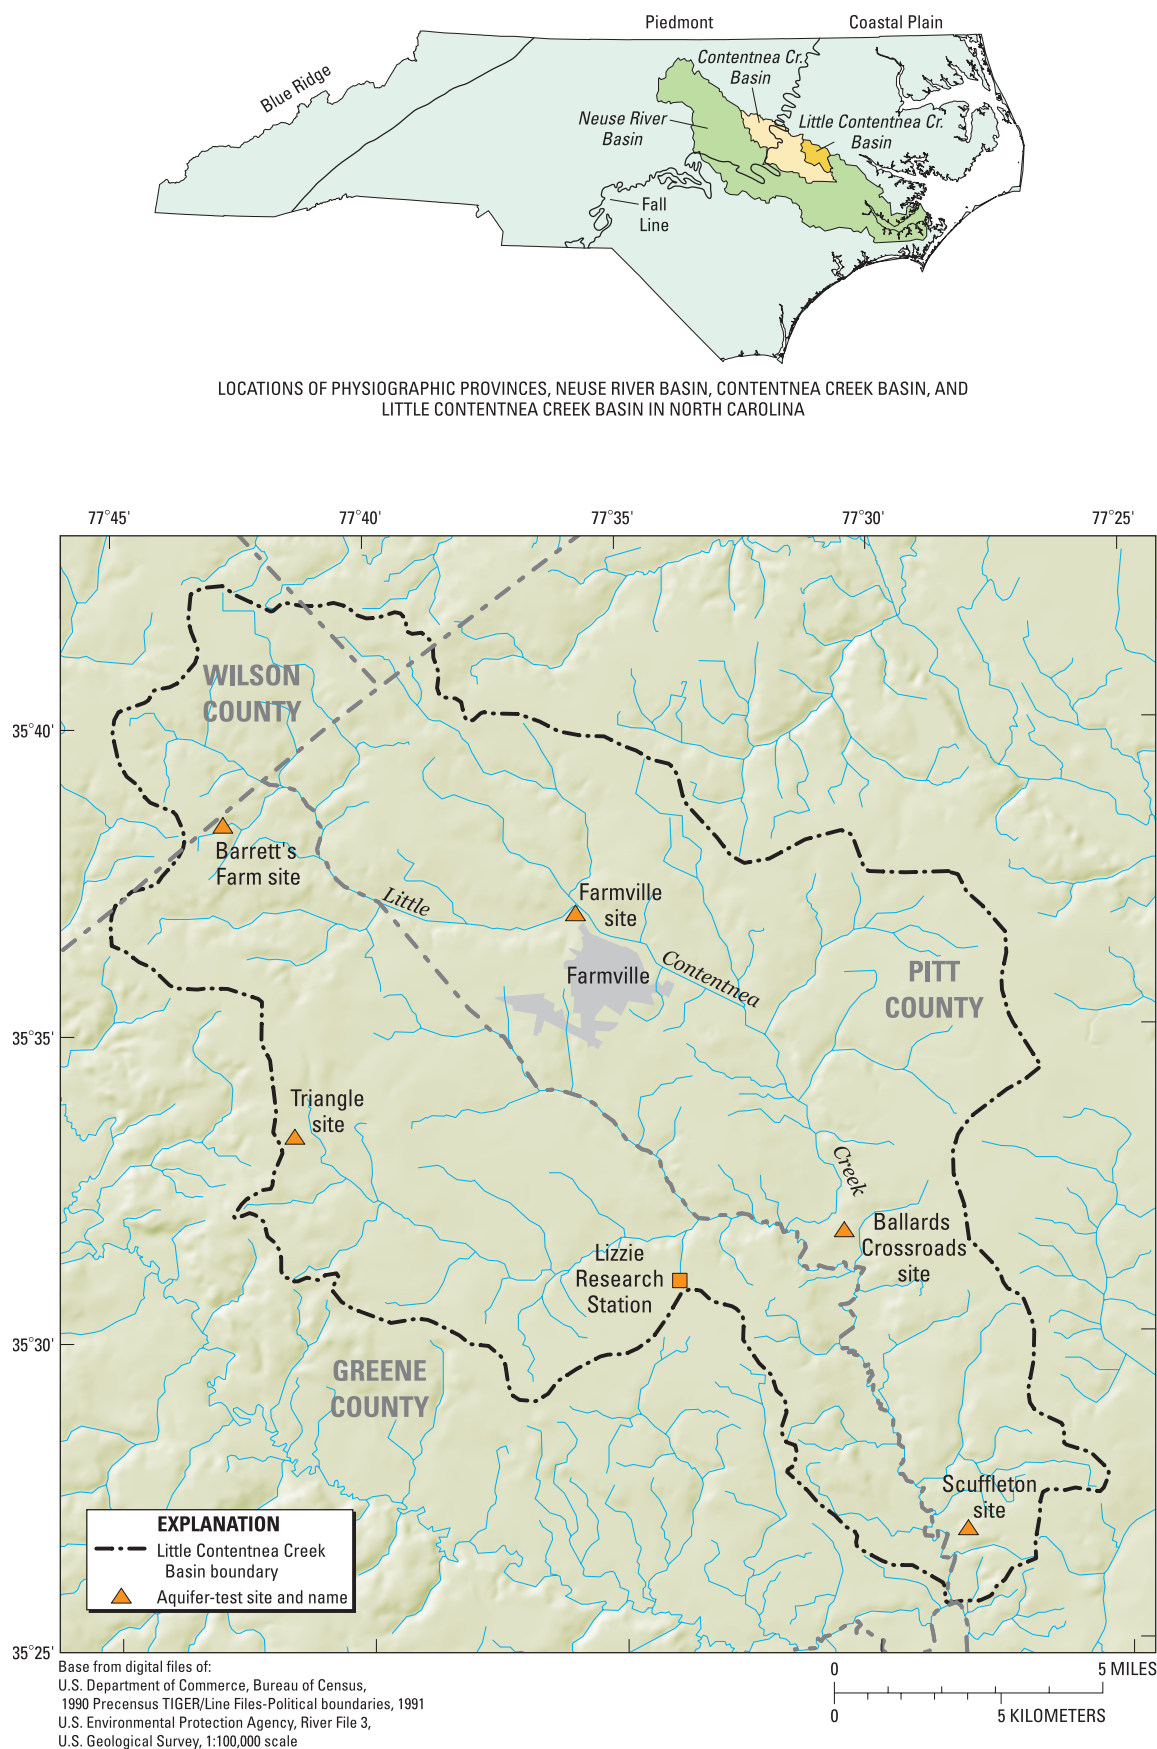 Piedmont
Coastal Plain
Blue Ridge
Contentnea Cr.
Basin
Neuse River
Basin
Little Contentnea Cr.
Basin
Fall
Line
LOCATIONS OF PHYSIOGRAPHIC PROVINCES, NEUSE RIVER BASIN, CONTENTNEA CREEK BASIN, AND
LITTLE CONTENTNEA CREEK BASIN IN NORTH CAROLINA
77°45'
77°40'
77°35'
77°30'
77°25'
WILSON
COUNTY
35°40'
Barrett's
Farm site
Little
Farmville
site
Farmville
Contentnea
PITT
COUNTY
35°35'
Triangle
site
Creek
Ballards
Crossroads
site
Lizzie
Research
Station
35°30'
GREENE
COUNTY
Scuffleton
site
EXPLANATION
Little Contentnea Creek
Basin boundary
Aquifer-test site and name
35°25'
Base from digital files of:
U.S. Department of Commerce, Bureau of Census,
1990 Precensus TIGER/Line Files-Political boundaries, 1991
U.S. Environmental Protection Agency, River File 3,
U.S. Geological Survey, 1:100,000 scale
0
5 MILES
0
5 KILOMETERS